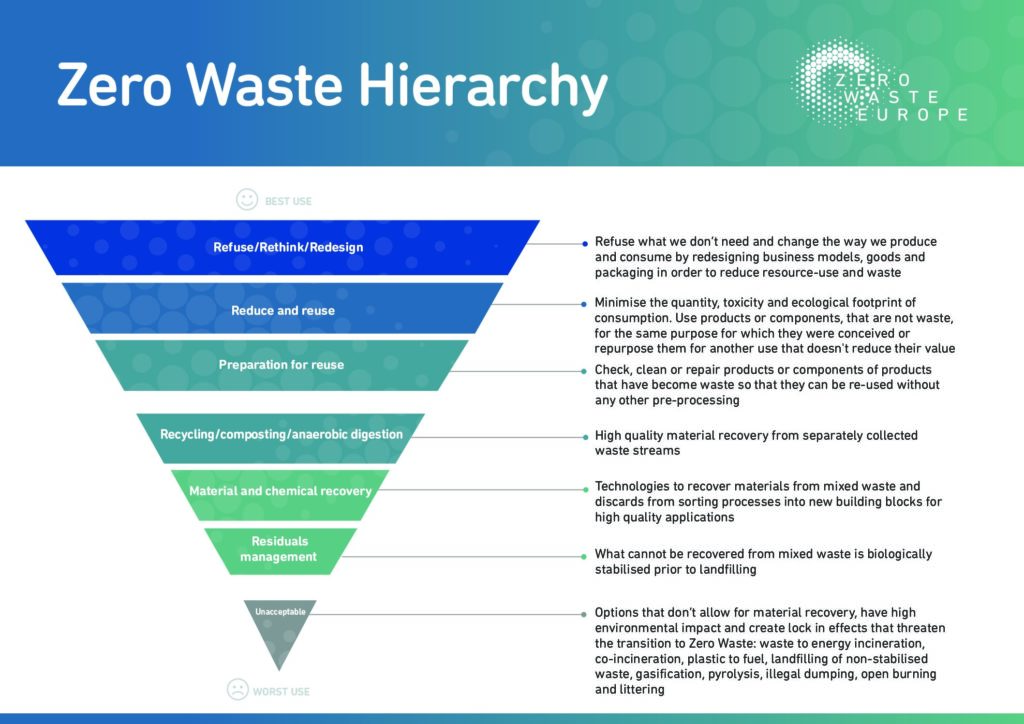 Zero Waste Hierarchy
ZERO
WASTE
EUROPE
BEST USE
Refuse/Rethink/Redesign
Refuse what we don’t need and change the way we produce
and consume by redesigning business models, goods and
packaging in order to reduce resource-use and waste
Reduce and reuse
Minimise the quantity, toxicity and ecological footprint of
consumption. Use products or components, that are not waste,
for the same purpose for which they were conceived or
repurpose them for another use that doesn't reduce their value
Preparation for reuse
Check, clean or repair products or components of products
that have become waste so that they can be re-used without
any other pre-processing
Recycling/composting/anaerobic digestion
High quality material recovery from separately collected
waste streams
Material and chemical recovery
Technologies to recover materials from mixed waste and
discards from sorting processes into new building blocks for
high quality applications
Residuals
management
What cannot be recovered from mixed waste is biologically
stabilised prior to landfilling
Unacceptable
Options that don’t allow for material recovery, have high
environmental impact and create lock in effects that threaten
the transition to Zero Waste: waste to energy incineration,
co-incineration, plastic to fuel, landfilling of non-stabilised
waste, gasification, pyrolysis, illegal dumping, open burning
and littering
WORST USE